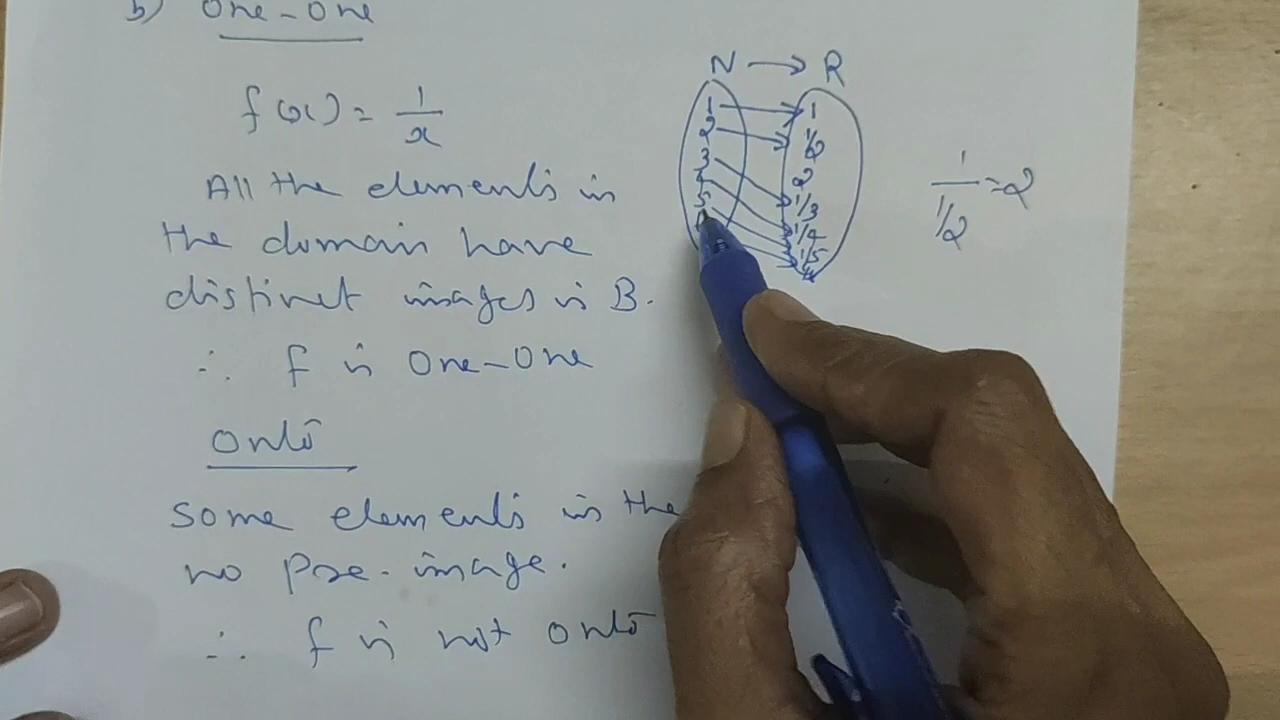 b) One-One
N → R
f(x) = 1/x
1 1
2 1/2
3 2
4 1/3
5 1/4
1/5
1/(1/2) = 2
All the elements in
the domain have
distinct images in B.
∴ f is One-One
Onto
Some elements in the
no Pre-image.
∴ f is not onto